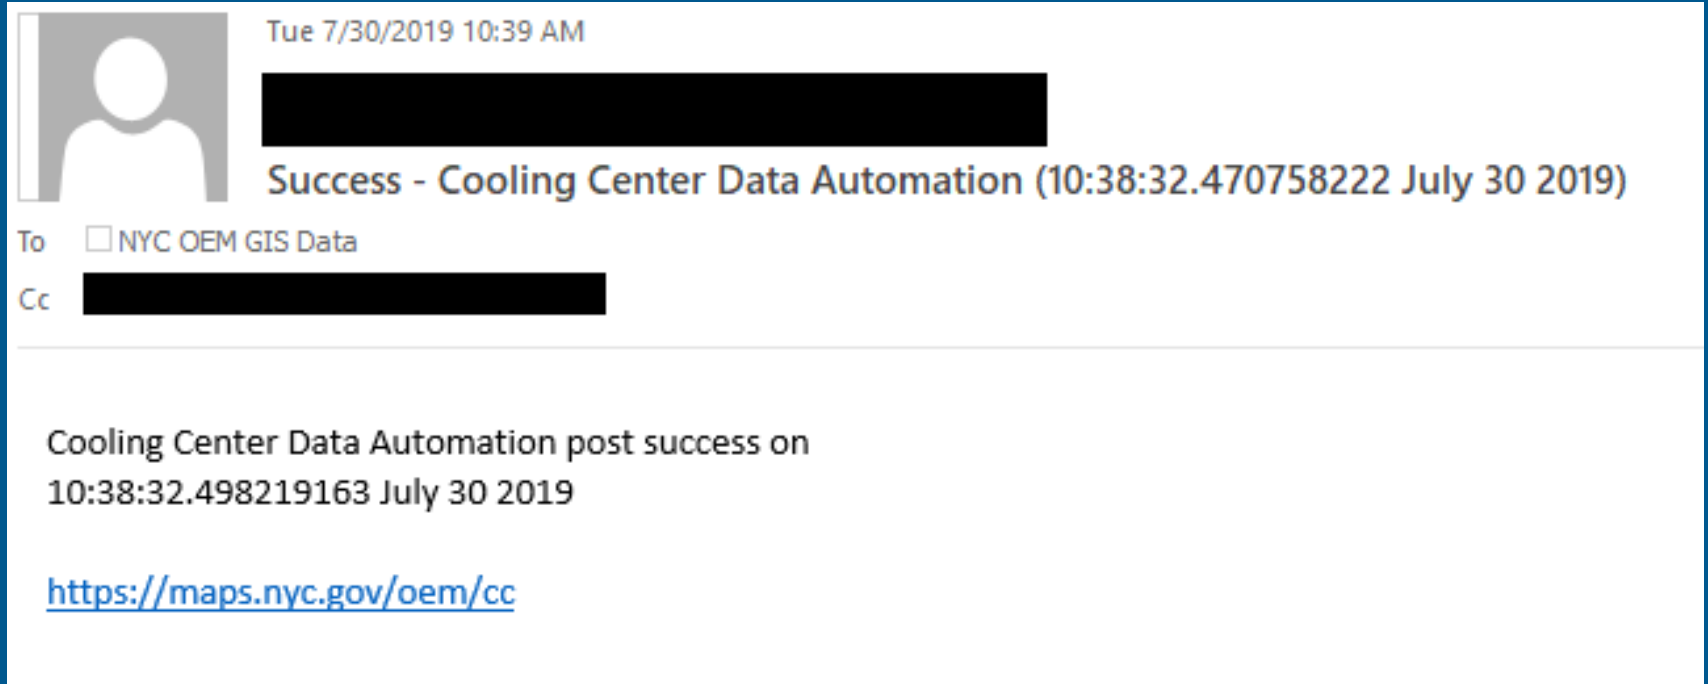 Tue 7/30/2019 10:39 AM
Success - Cooling Center Data Automation (10:38:32.470758222 July 30 2019)
To NYC OEM GIS Data
Cc
Cooling Center Data Automation post success on
10:38:32.498219163 July 30 2019
https://maps.nyc.gov/oem/cc